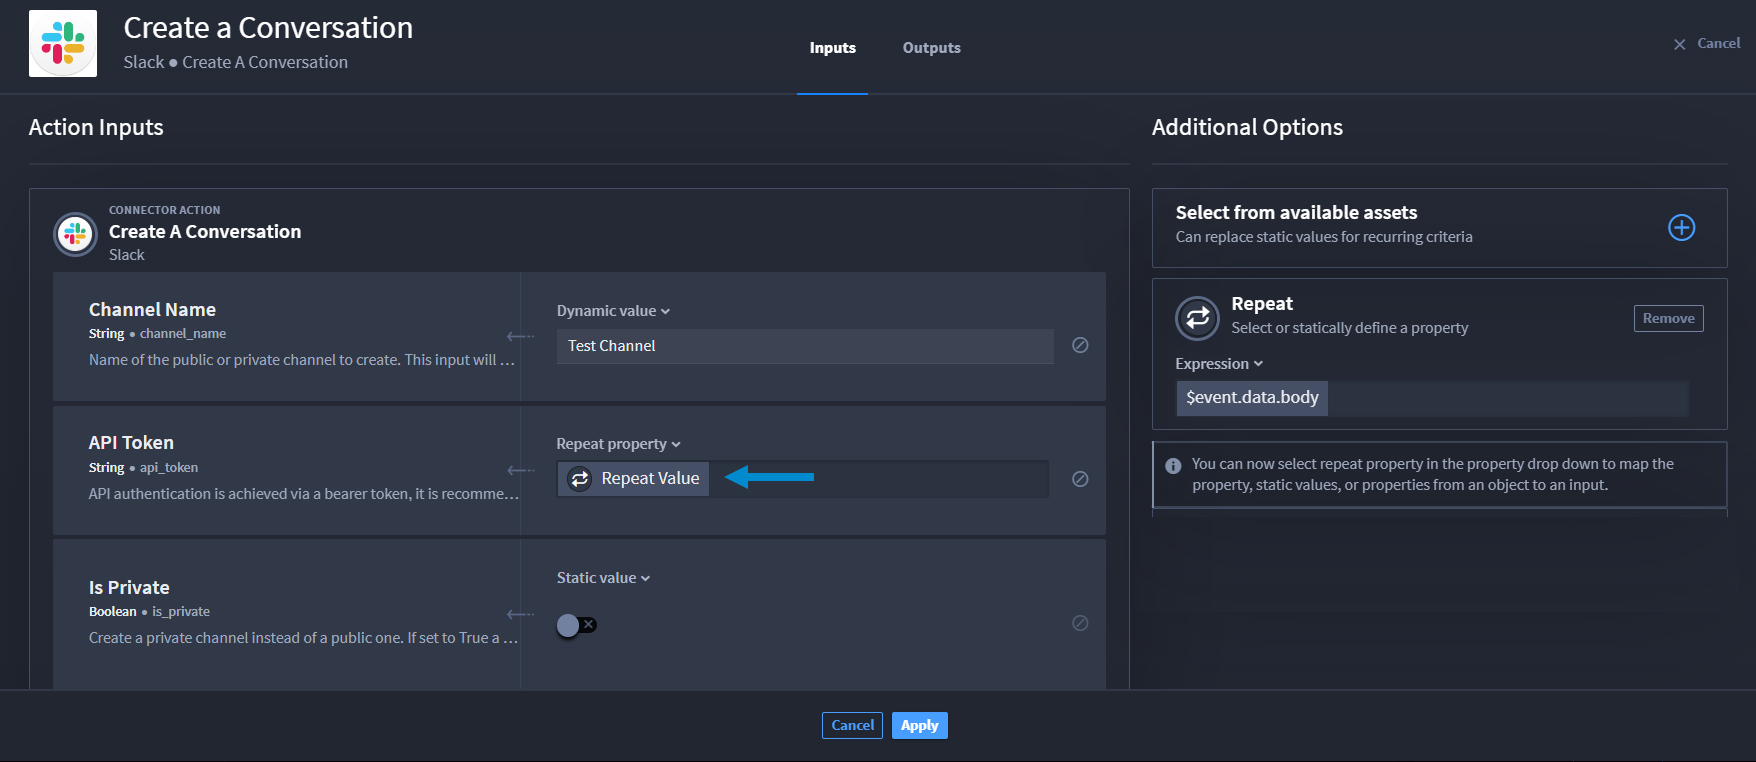 Create a Conversation
Slack ● Create A Conversation
Inputs
Outputs
Cancel
Action Inputs
CONNECTOR ACTION
Create A Conversation
Slack
Channel Name
String ● channel_name
Name of the public or private channel to create. This input will ...
Dynamic value
Test Channel
API Token
String ● api_token
API authentication is achieved via a bearer token, it is recomme...
Repeat property
Repeat Value
Is Private
Boolean ● is_private
Create a private channel instead of a public one. If set to True a ...
Static value
Additional Options
Select from available assets
Can replace static values for recurring criteria
Repeat
Select or statically define a property
Remove
Expression
$event.data.body
You can now select repeat property in the property drop down to map the
property, static values, or properties from an object to an input.
Cancel
Apply